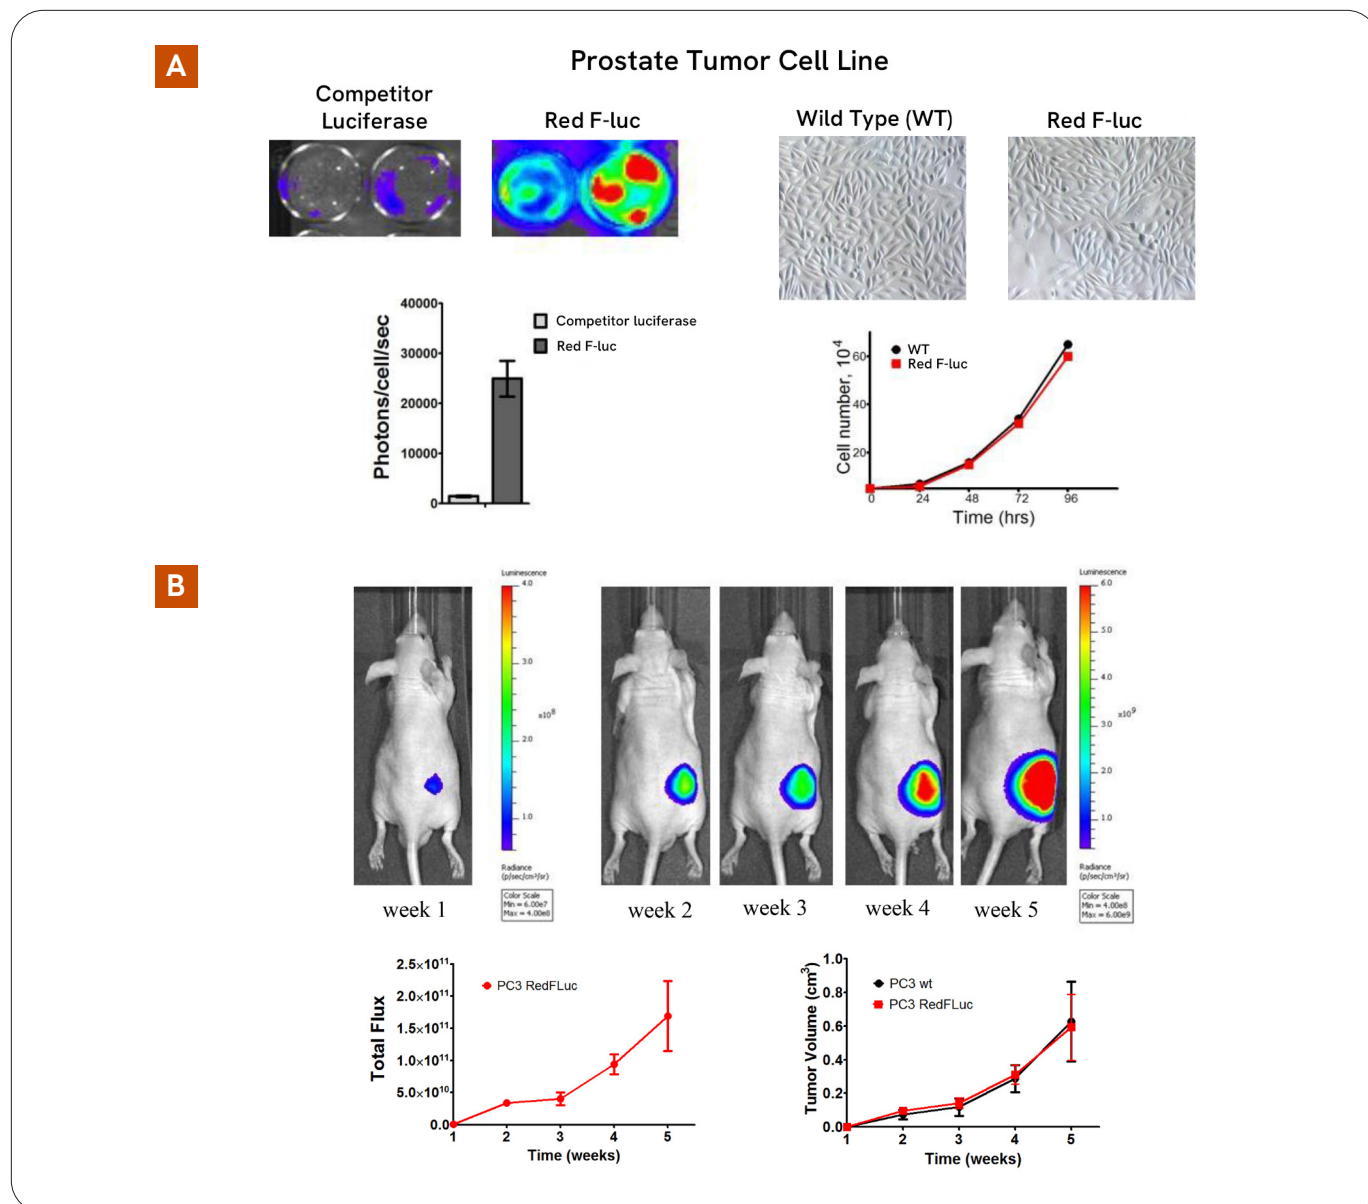 A
Prostate Tumor Cell Line
Competitor
Luciferase
Red F-luc
Wild Type (WT)
Red F-luc
Photons/cell/sec
40000
30000
20000
10000
0
Competitor luciferase
Red F-luc
Cell number, 10⁴
60
40
20
WT
Red F-luc
0 24 48 72 96
Time (hrs)
B
Luminescence
4.0
3.0
x10⁸
2.0
1.0
Radiance
(p/sec/cm²/sr)
Color Scale
Min = 6.00e7
Max = 4.00e8
Luminescence
6.0
5.0
4.0
3.0
x10⁹
2.0
1.0
Radiance
(p/sec/cm²/sr)
Color Scale
Min = 4.00e8
Max = 6.00e9
week 1
week 2
week 3
week 4
week 5
Total Flux
2.5×10¹¹
2.0×10¹¹
1.5×10¹¹
1.0×10¹¹
5.0×10¹⁰
0.0
PC3 RedFLuc
1 2 3 4 5
Time (weeks)
Tumor Volume (cm³)
1.0
0.8
0.6
0.4
0.2
0.0
PC3 wt
PC3 RedFLuc
1 2 3 4 5
Time (weeks)